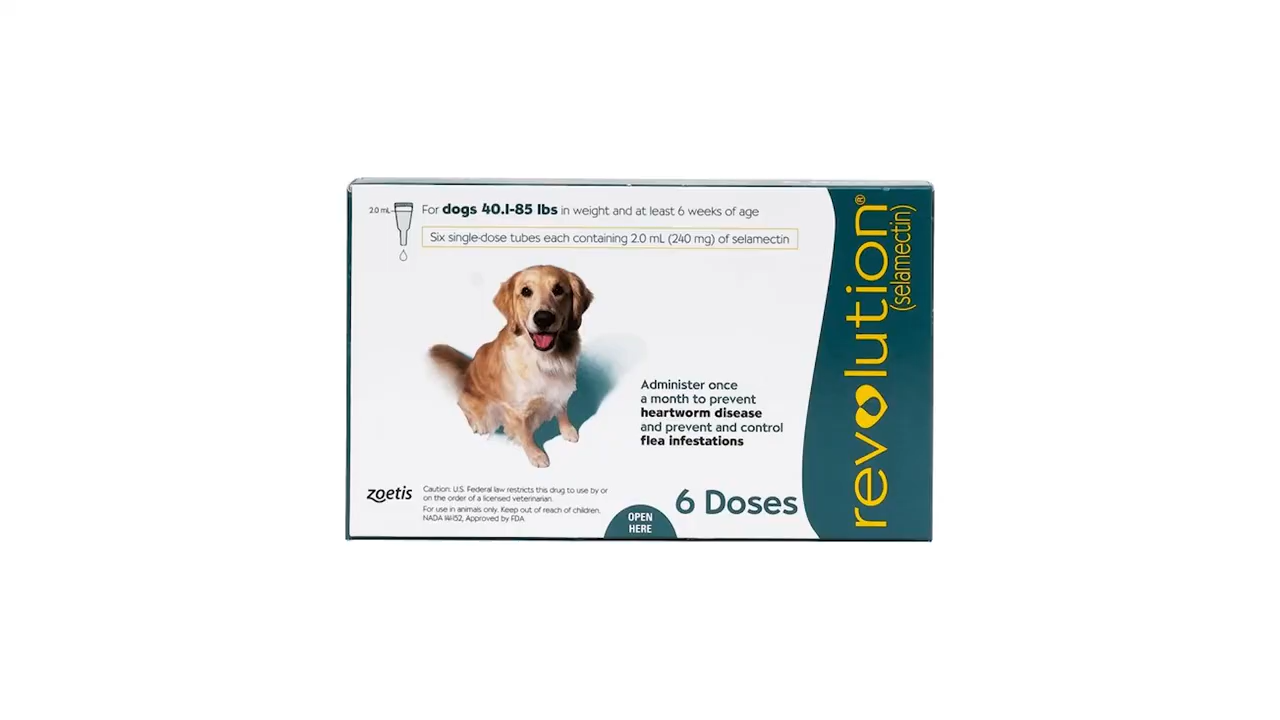 2.0 mL
For dogs 40.1-85 lbs in weight and at least 6 weeks of age
Six single-dose tubes each containing 2.0 mL (240 mg) of selamectin
Administer once
a month to prevent
heartworm disease
and prevent and control
flea infestations
zoetis
Caution: U.S. Federal law restricts this drug to use by or
on the order of a licensed veterinarian.
For use in animals only. Keep out of reach of children.
NADA 141-152, Approved by FDA
OPEN
HERE
6 Doses
revolution®
(selamectin)